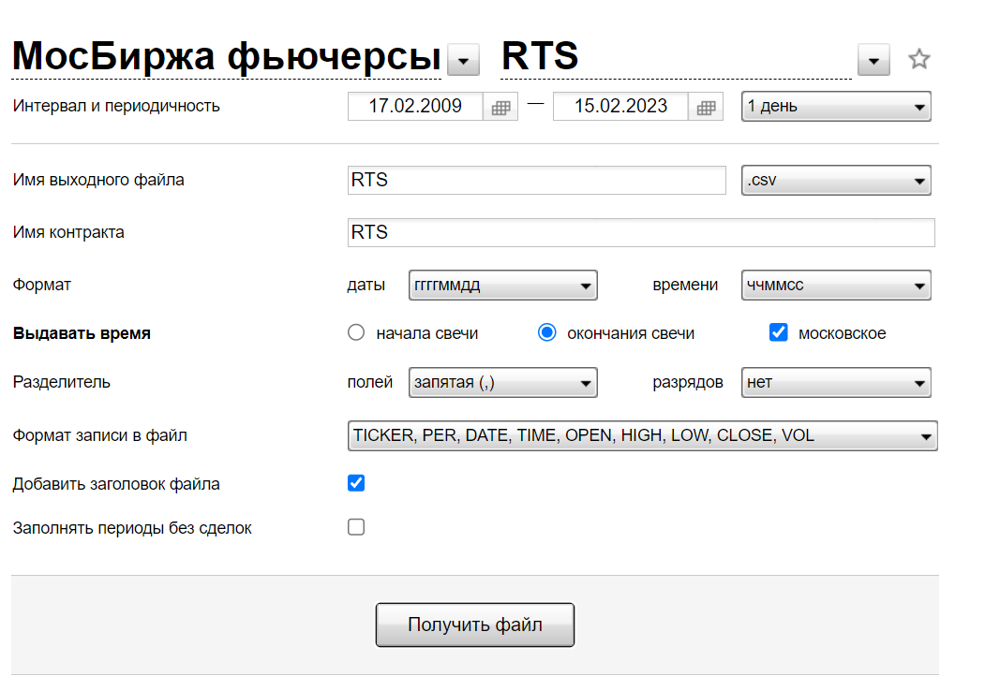 МосБиржа фьючерсы RTS
Интервал и периодичность 17.02.2009 — 15.02.2023 1 день
Имя выходного файла RTS .csv
Имя контракта RTS
Формат даты ггггммдд времени ччммсс
Выдавать время начала свечи окончания свечи московское
Разделитель полей запятая (,) разрядов нет
Формат записи в файл TICKER, PER, DATE, TIME, OPEN, HIGH, LOW, CLOSE, VOL
Добавить заголовок файла
Заполнять периоды без сделок
Получить файл